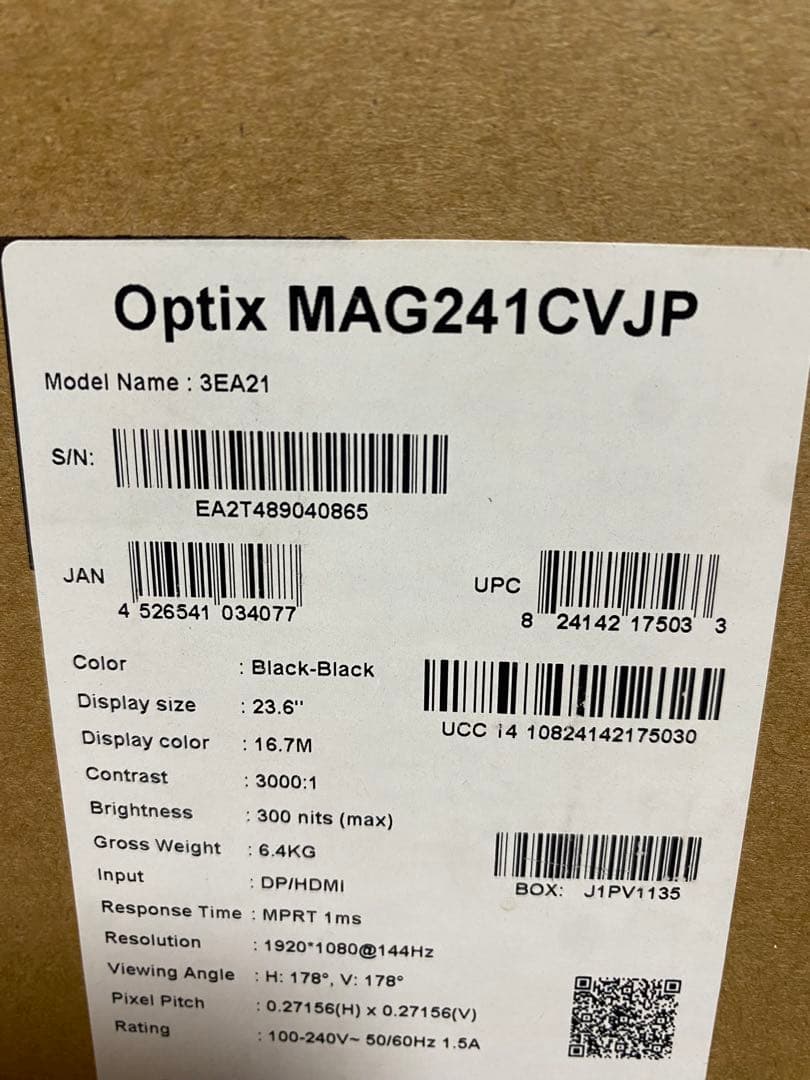 Optix MAG241CVJP
Model Name : 3EA21
S/N:
EA2T489040865
JAN
4 526541 034077
UPC
8 24142 17503 3
Color : Black-Black
UCC 14 10824142175030
Display size : 23.6"
Display color : 16.7M
Contrast : 3000:1
Brightness : 300 nits (max)
Gross Weight : 6.4KG
BOX: J1PV1135
Input : DP/HDMI
Response Time : MPRT 1ms
Resolution : 1920*1080@144Hz
Viewing Angle : H: 178°, V: 178°
Pixel Pitch : 0.27156(H) x 0.27156(V)
Rating : 100-240V~ 50/60Hz 1.5A